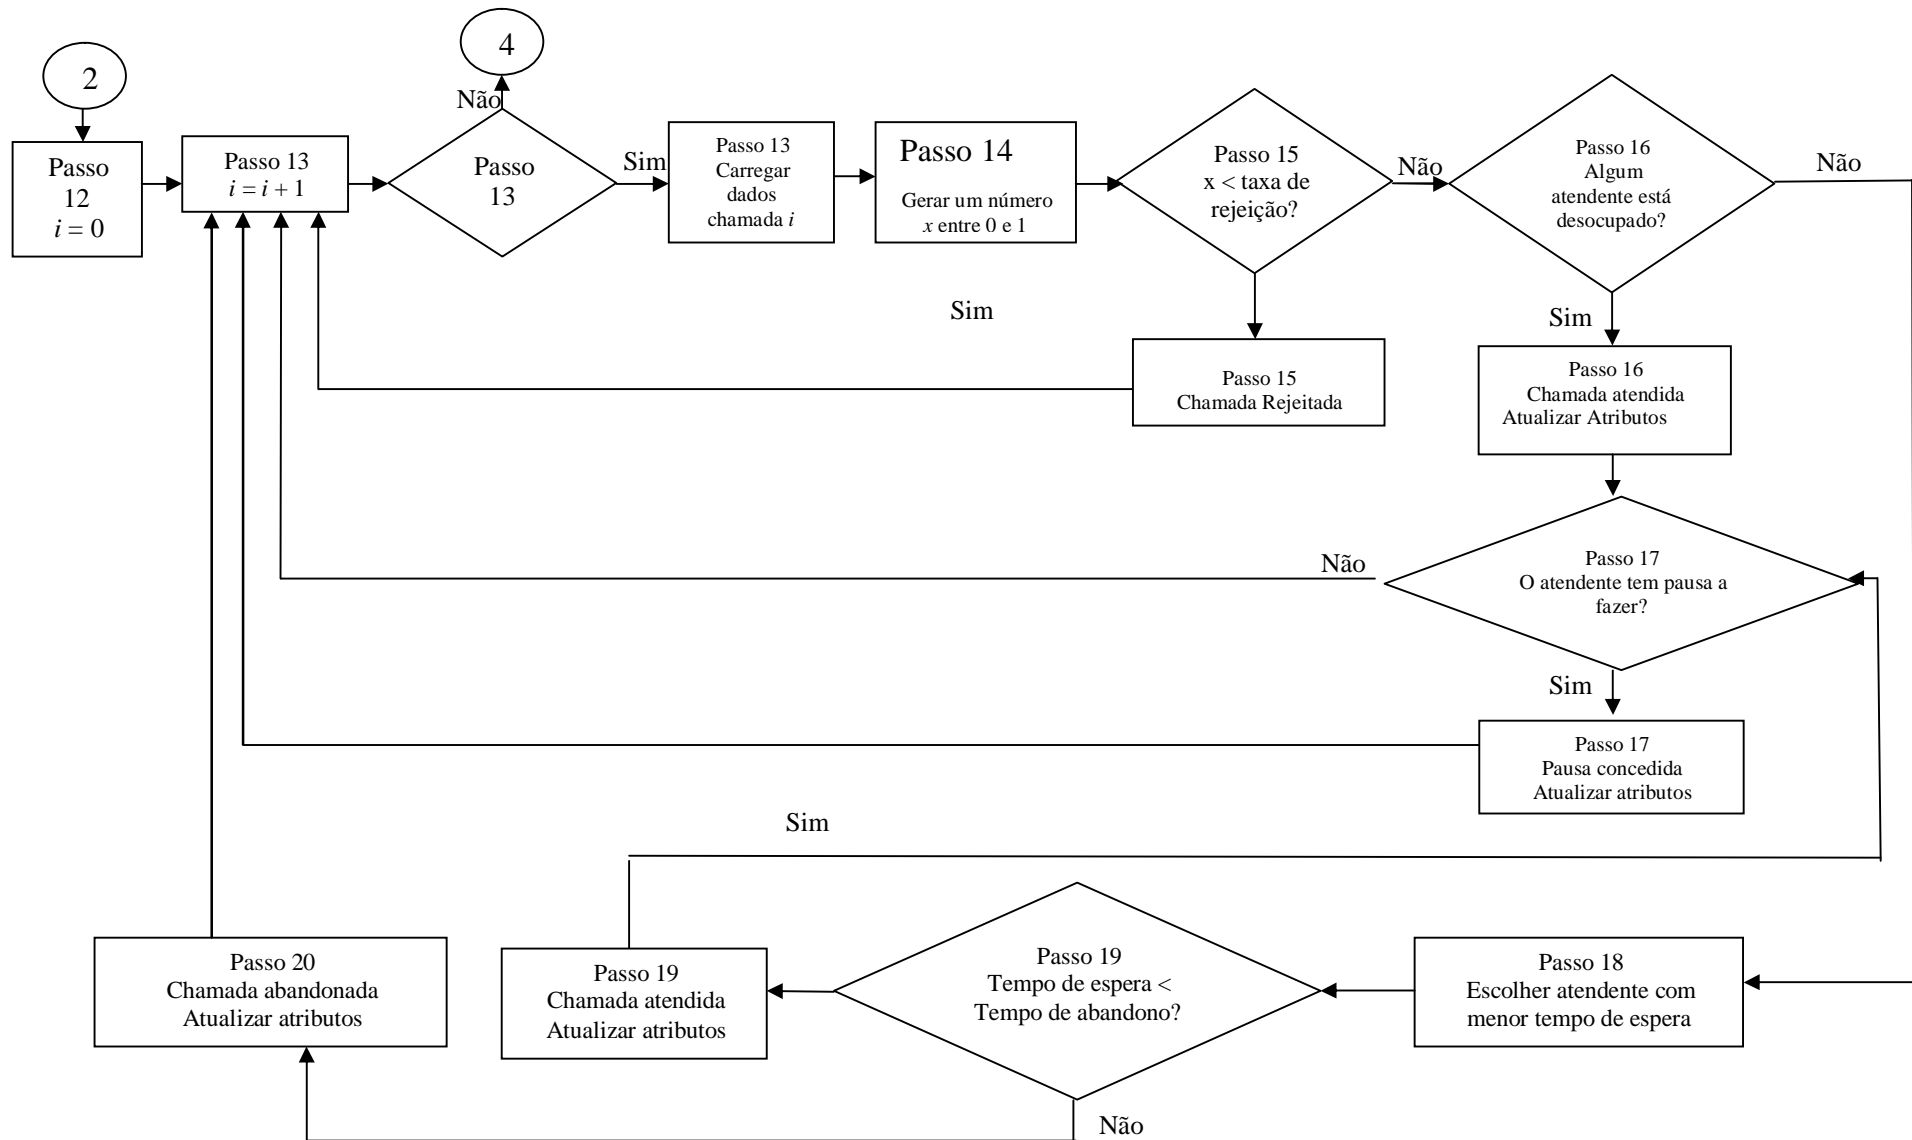 4
2
Não
Passo
12
i = 0
Passo 13
i = i + 1
Passo
13
Sim
Passo 13
Carregar
dados
chamada i
Passo 14
Gerar um número
x entre 0 e 1
Passo 15
x < taxa de
rejeição?
Não
Passo 16
Algum
atendente está
desocupado?
Não
Sim
Sim
Passo 15
Chamada Rejeitada
Passo 16
Chamada atendida
Atualizar Atributos
Não
Passo 17
O atendente tem pausa a
fazer?
Sim
Passo 17
Pausa concedida
Atualizar atributos
Sim
Passo 20
Chamada abandonada
Atualizar atributos
Passo 19
Chamada atendida
Atualizar atributos
Passo 19
Tempo de espera <
Tempo de abandono?
Passo 18
Escolher atendente com
menor tempo de espera
Não